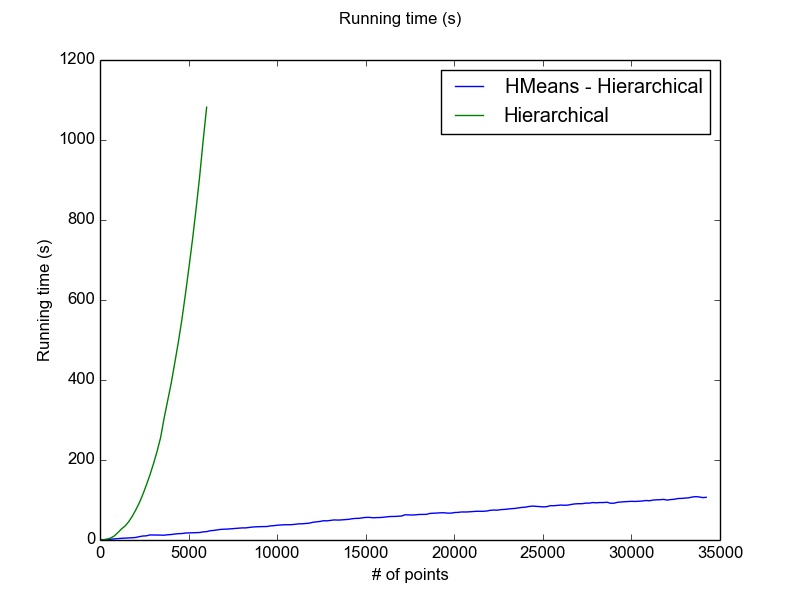 Running time (s)
HMeans - Hierarchical
Hierarchical
Running time (s)
1200
1000
800
600
400
200
0
0 5000 10000 15000 20000 25000 30000 35000
# of points